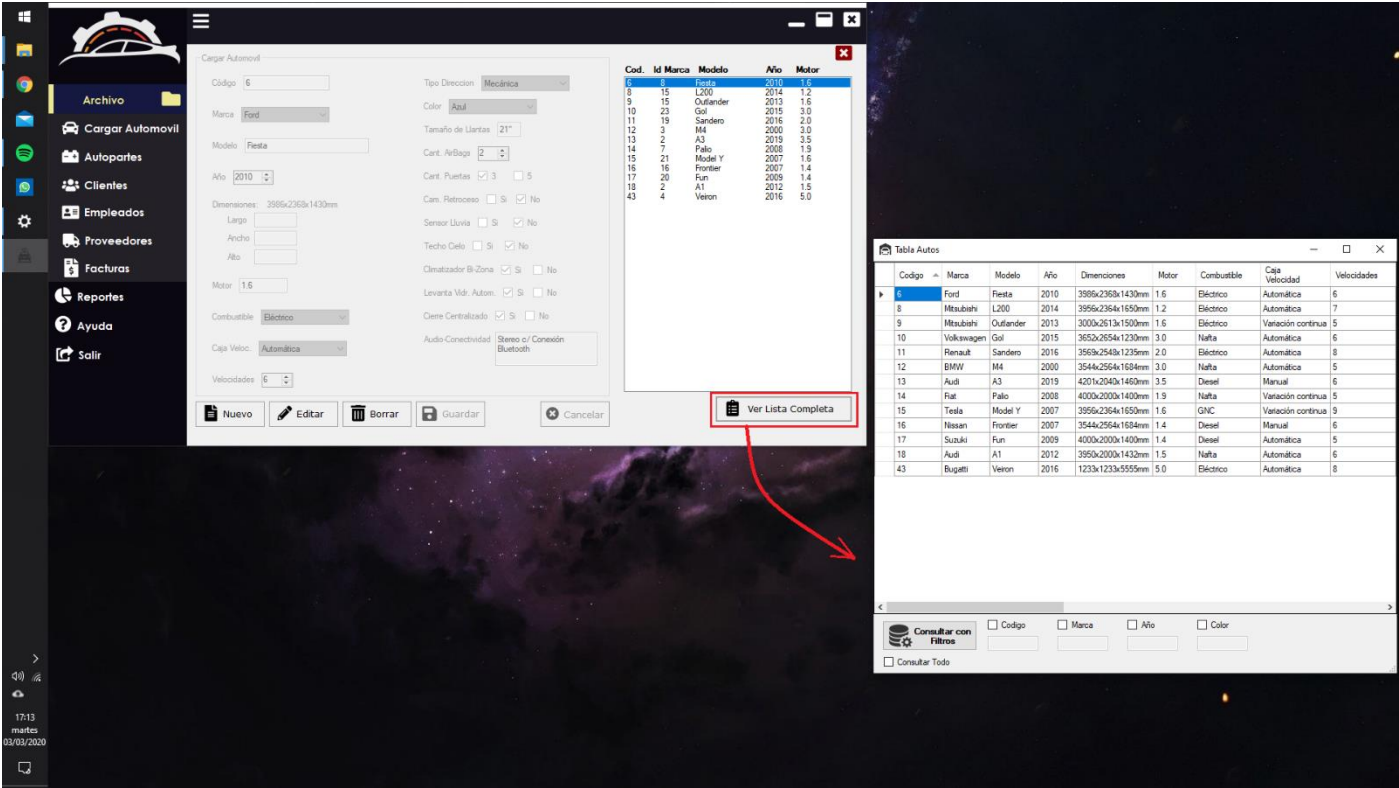 Archivo
Cargar Automovil
Autopartes
Clientes
Empleados
Proveedores
Facturas
Reportes
Ayuda
Salir
Cargar Automovil
Código 6
Marca Ford
Modelo Fiesta
Año 2010
Dimensiones: 3986x2368x1430mm
Largo
Ancho
Alto
Motor 1.6
Combustible Eléctrico
Caja Veloc. Automática
Velocidades 6
Tipo Direccion Mecánica
Color Azul
Tamaño de Llantas 21"
Cant. AirBags 2
Cant. Puertas 3 5
Cam. Retroceso Si No
Sensor Lluvia Si No
Techo Cielo Si No
Climatizador Bi-Zona Si No
Levanta Vidr. Autom. Si No
Cierre Centralizado Si No
Audio-Conectividad Stereo c/ Conexión
Bluetooth
Cod. Id Marca Modelo Año Motor
6 8 Fiesta 2010 1.6
8 15 L200 2014 1.2
9 15 Outlander 2013 1.6
10 23 Gol 2015 3.0
11 19 Sandero 2016 2.0
12 3 M4 2000 3.0
13 2 A3 2019 3.5
14 7 Palio 2008 1.9
15 21 Model Y 2007 1.6
16 16 Frontier 2007 1.4
17 20 Fun 2009 1.4
18 2 A1 2012 1.5
43 4 Veiron 2016 5.0
Nuevo Editar Borrar Guardar Cancelar
Ver Lista Completa
Tabla Autos
Codigo Marca Modelo Año Dimenciones Motor Combustible Caja Velocidad Velocidades
6 Ford Fiesta 2010 3986x2368x1430mm 1.6 Eléctrico Automática 6
8 Mitsubishi L200 2014 3956x2364x1650mm 1.2 Eléctrico Automática 7
9 Mitsubishi Outlander 2013 3000x2613x1500mm 1.6 Eléctrico Variación continua 5
10 Volkswagen Gol 2015 3652x2654x1230mm 3.0 Nafta Automática 6
11 Renault Sandero 2016 3569x2548x1235mm 2.0 Eléctrico Automática 8
12 BMW M4 2000 3544x2564x1684mm 3.0 Nafta Automática 5
13 Audi A3 2019 4201x2040x1460mm 3.5 Diesel Manual 6
14 Fiat Palio 2008 4000x2000x1400mm 1.9 Nafta Variación continua 5
15 Tesla Model Y 2007 3956x2364x1650mm 1.6 GNC Variación continua 9
16 Nissan Frontier 2007 3544x2564x1684mm 1.4 Diesel Manual 6
17 Suzuki Fun 2009 4000x2000x1400mm 1.4 Diesel Automática 5
18 Audi A1 2012 3950x2000x1432mm 1.5 Nafta Automática 6
43 Bugatti Veiron 2016 1233x1233x5555mm 5.0 Eléctrico Automática 8
Consultar con
Filtros
Codigo Marca Año Color
Consultar Todo
17:13
martes
03/03/2020